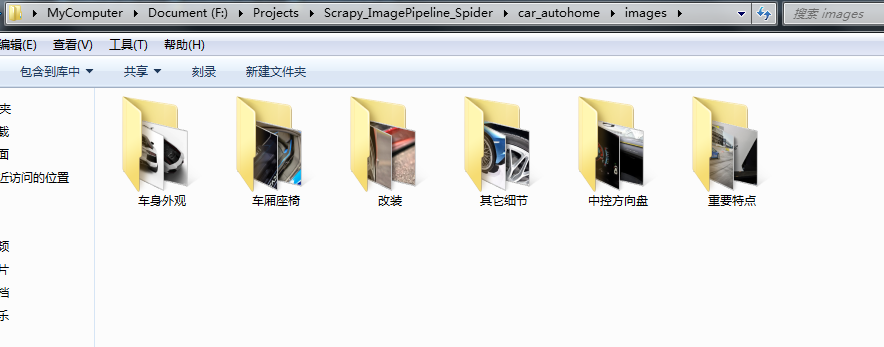 MyComputer Document (F:) Projects Scrapy_ImagePipeline_Spider car_autohome images 搜索 images
编辑(E) 查看(V) 工具(T) 帮助(H)
包含到库中 共享 刻录 新建文件夹
夹
载
面
近访问的位置
频
片
档
乐
车身外观 车厢座椅 改装 其它细节 中控方向盘 重要特点